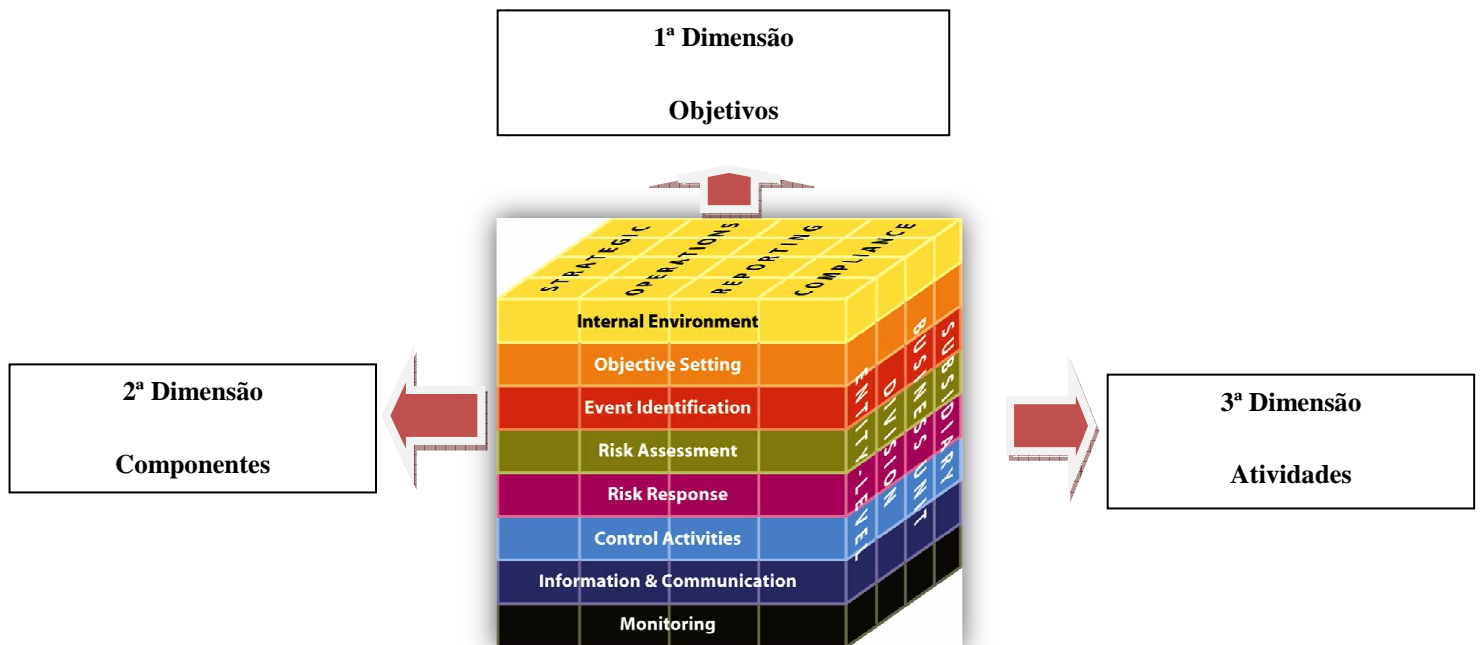 1ª Dimensão
Objetivos
STRATEGIC
OPERATIONS
REPORTING
COMPLIANCE
Internal Environment
Objective Setting
Event Identification
Risk Assessment
Risk Response
Control Activities
Information & Communication
Monitoring
ENTITY-LEVEL
DIVISION
BUSINESS UNIT
SUBSIDIARY
2ª Dimensão
Componentes
3ª Dimensão
Atividades